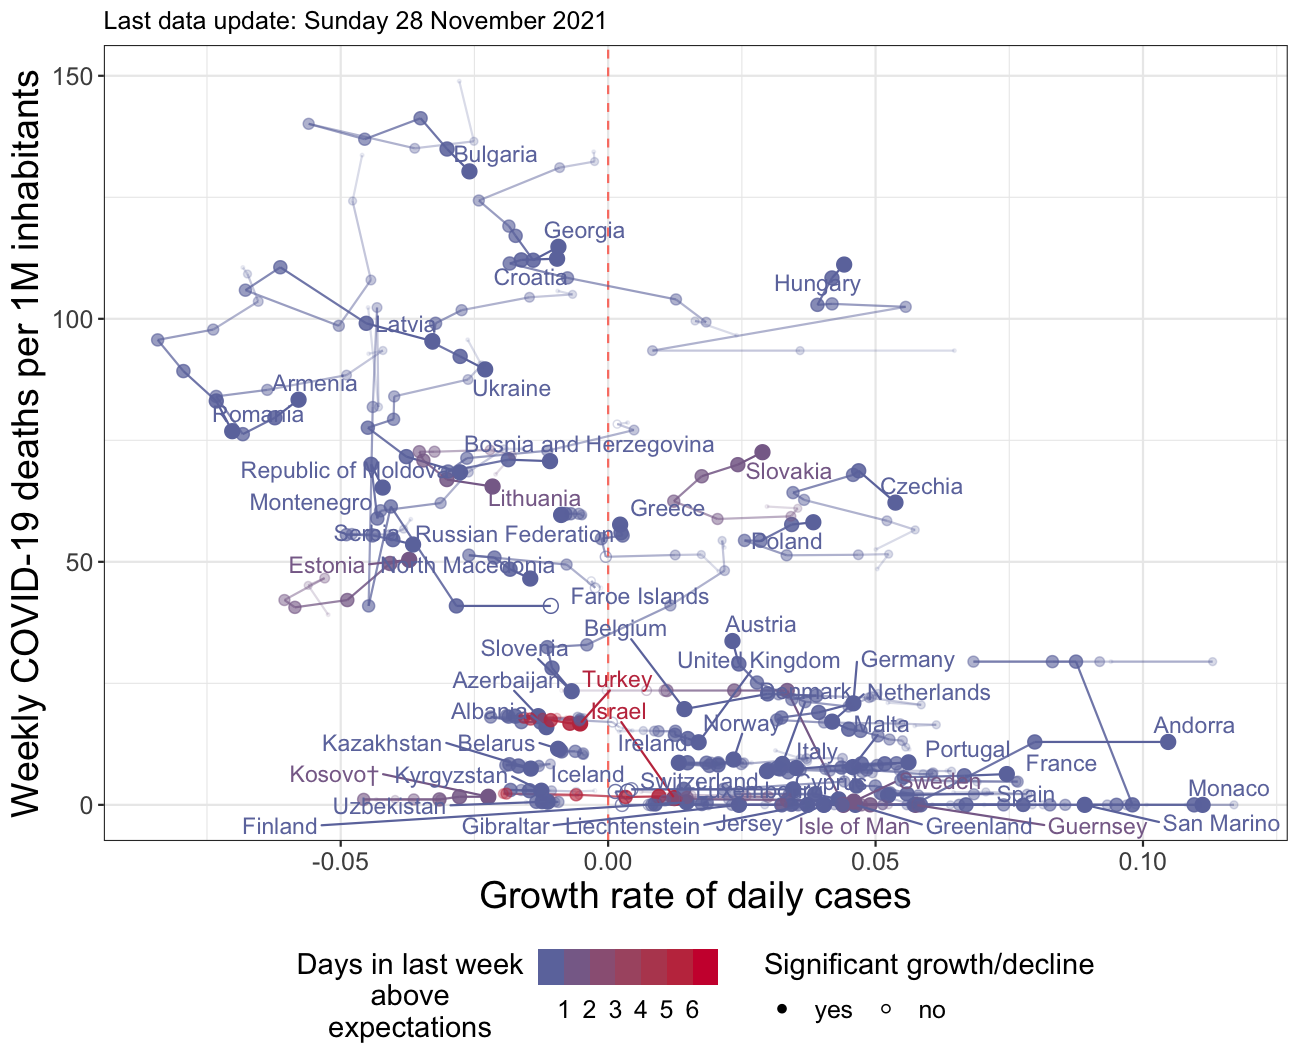 Last data update: Sunday 28 November 2021
Weekly COVID-19 deaths per 1M inhabitants
150
100
50
0
Bulgaria
Georgia
Croatia
Hungary
Latvia
Ukraine
Armenia
Romania
Bosnia and Herzegovina
Republic of Moldova
Slovakia
Czechia
Montenegro
Lithuania
Greece
Serbia
Russian Federation
Poland
Estonia
North Macedonia
Faroe Islands
Belgium
Austria
Slovenia
United Kingdom
Germany
Azerbaijan
Turkey
Denmark
Netherlands
Albania
Israel
Norway
Malta
Andorra
Kazakhstan
Belarus
Ireland
Italy
Portugal
France
Kosovo†
Kyrgyzstan
Iceland
Switzerland
Cyprus
Sweden
Luxembourg
Spain
Monaco
Uzbekistan
Finland
Gibraltar
Liechtenstein
Jersey
Isle of Man
Greenland
Guernsey
San Marino
-0.05
0.00
0.05
0.10
Growth rate of daily cases
Days in last week
above
expectations
1 2 3 4 5 6
Significant growth/decline
yes
no